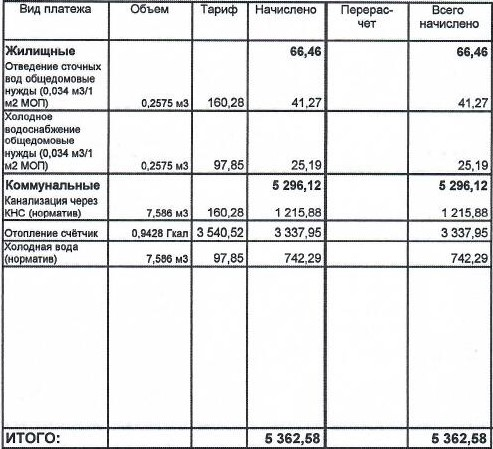 Вид платежа Объем Тариф Начислено Перерас-чет Всего начислено
Жилищные 66,46 66,46
Отведение сточных
вод общедомовые
нужды (0,034 м3/1
м2 МОП) 0,2575 м3 160,28 41,27 41,27
Холодное
водоснабжение
общедомовые
нужды (0,034 м3/1
м2 МОП) 0,2575 м3 97,85 25,19 25,19
Коммунальные 5 296,12 5 296,12
Канализация через
КНС (норматив) 7,586 м3 160,28 1 215,88 1 215,88
Отопление счётчик 0,9428 Гкал 3 540,52 3 337,95 3 337,95
Холодная вода
(норматив) 7,586 м3 97,85 742,29 742,29
ИТОГО: 5 362,58 5 362,58